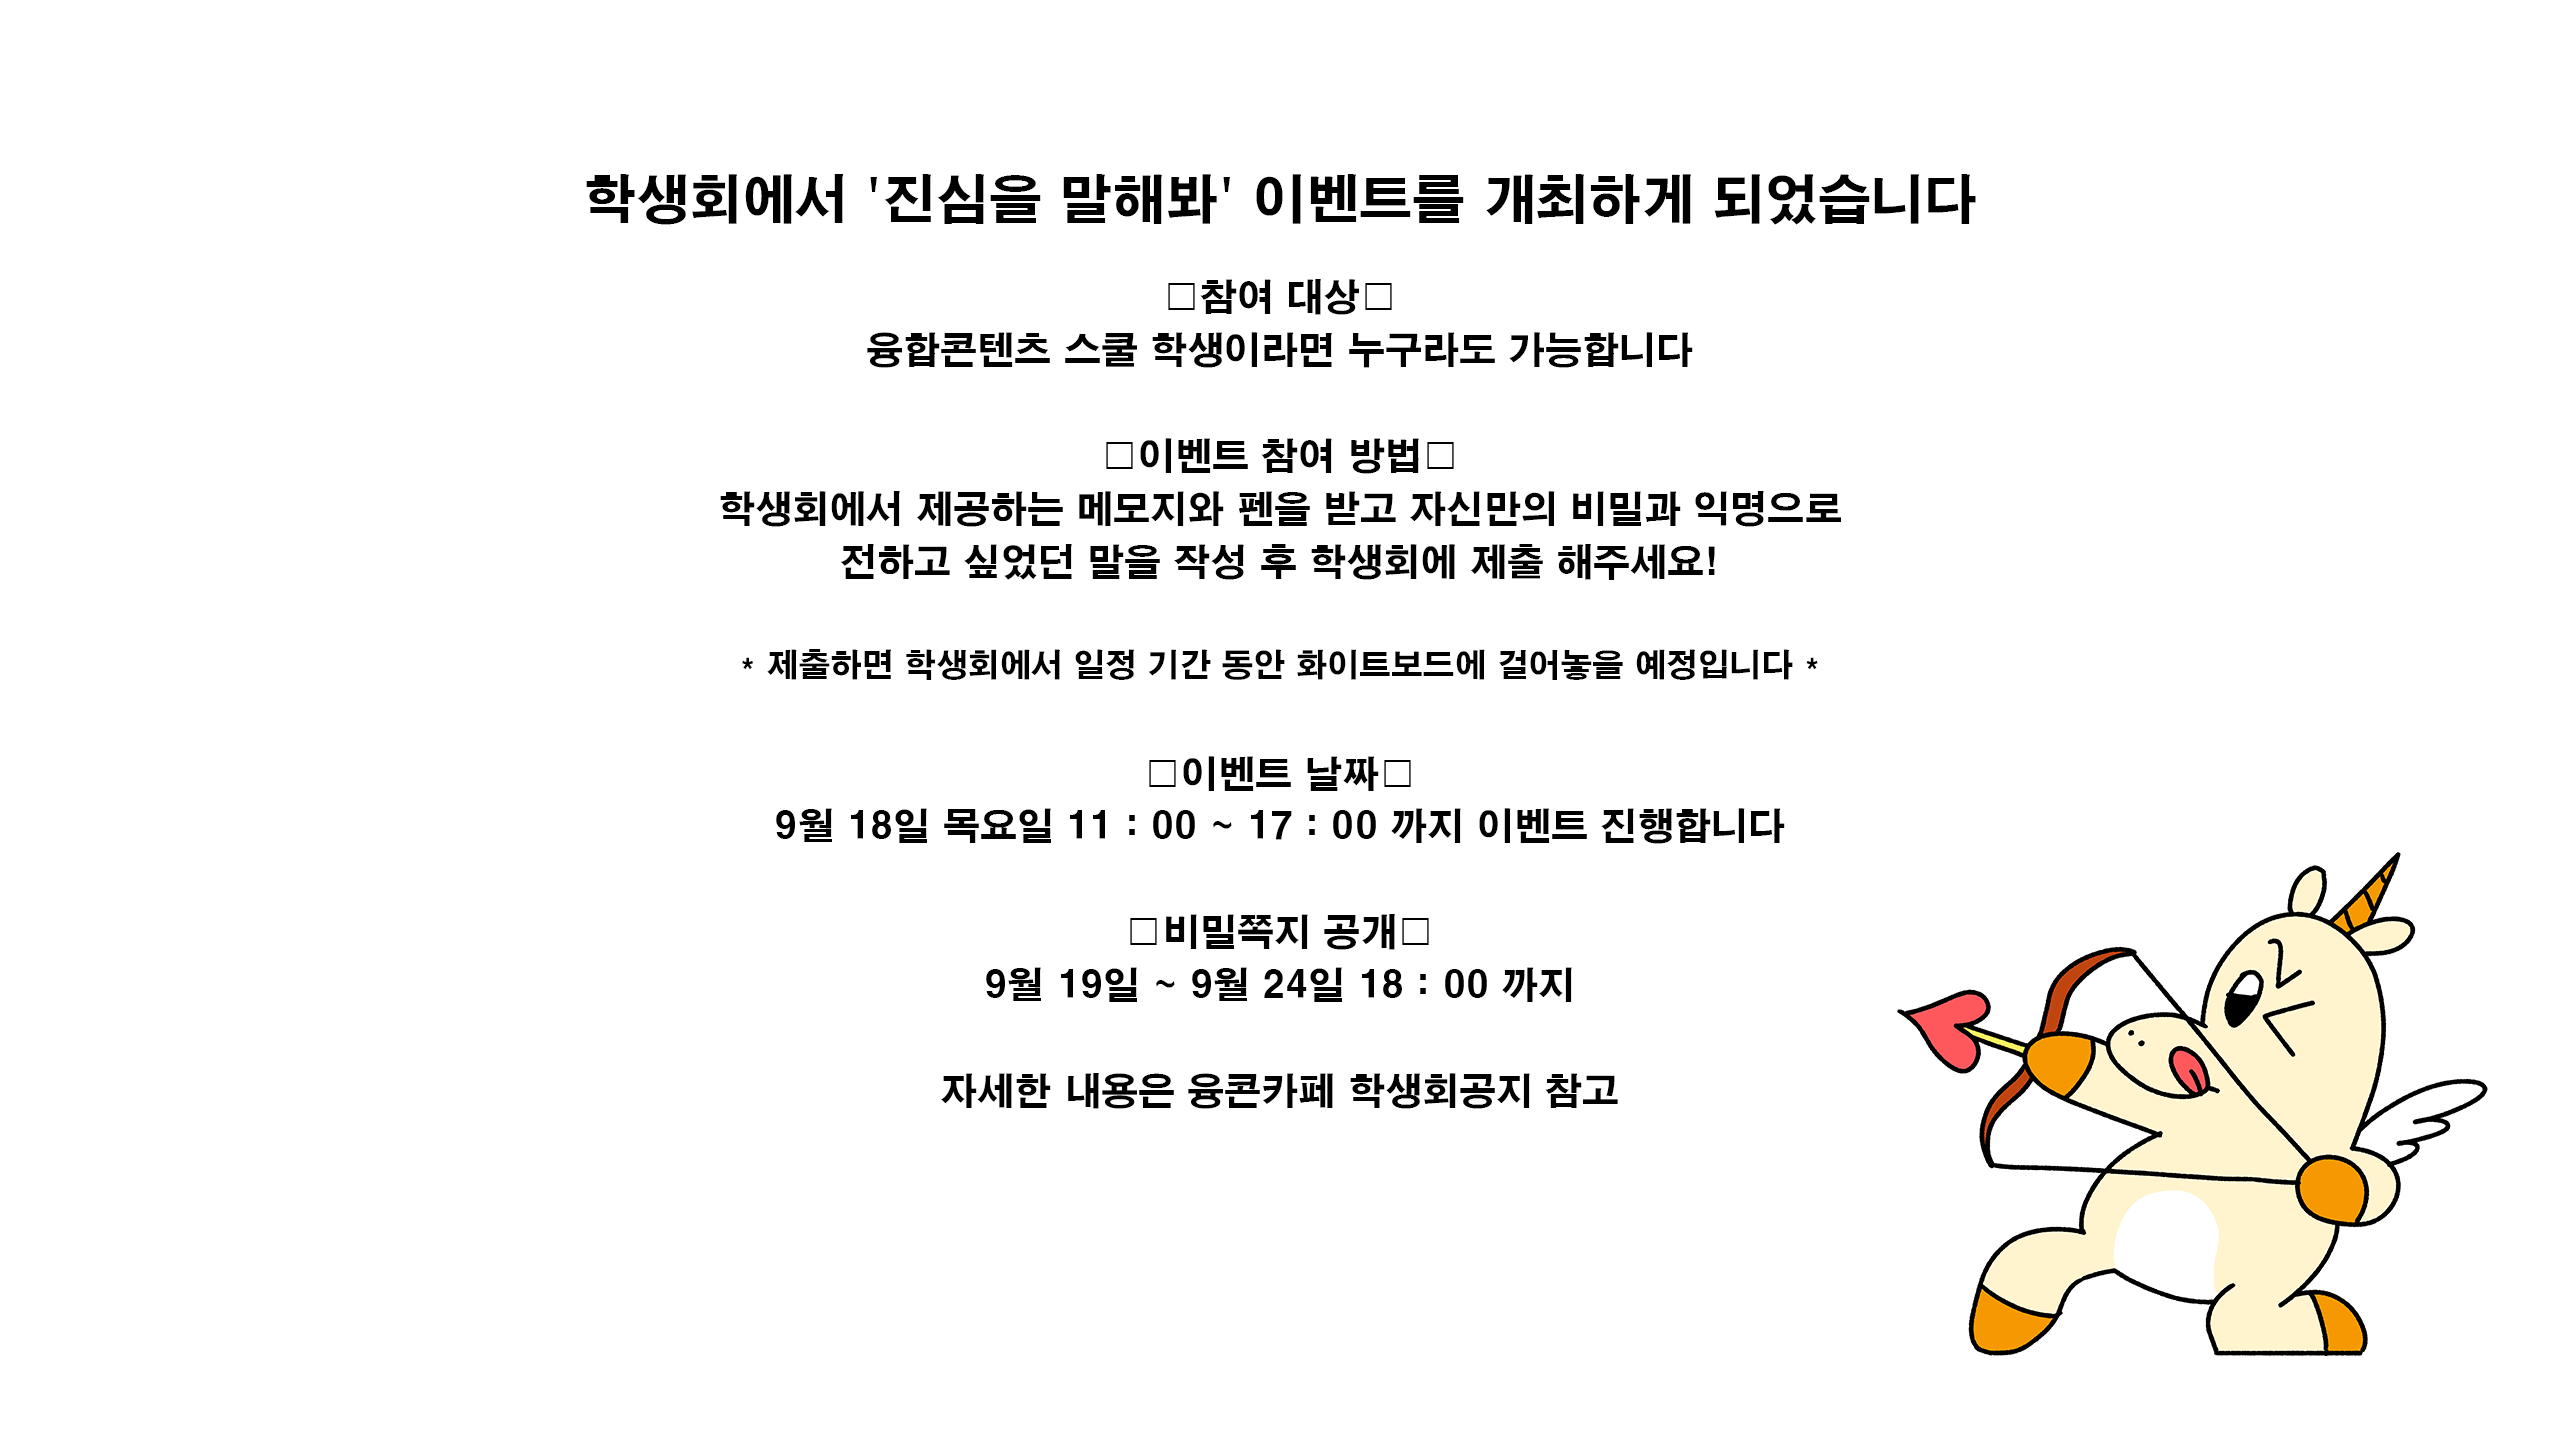 학생회에서 '진심을 말해봐' 이벤트를 개최하게 되었습니다
□참여 대상□
융합콘텐츠 스쿨 학생이라면 누구라도 가능합니다
□이벤트 참여 방법□
학생회에서 제공하는 메모지와 펜을 받고 자신만의 비밀과 익명으로
전하고 싶었던 말을 작성 후 학생회에 제출 해주세요!
* 제출하면 학생회에서 일정 기간 동안 화이트보드에 걸어놓을 예정입니다 *
□이벤트 날짜□
9월 18일 목요일 11 : 00 ~ 17 : 00 까지 이벤트 진행합니다
□비밀쪽지 공개□
9월 19일 ~ 9월 24일 18 : 00 까지
자세한 내용은 융콘카페 학생회공지 참고